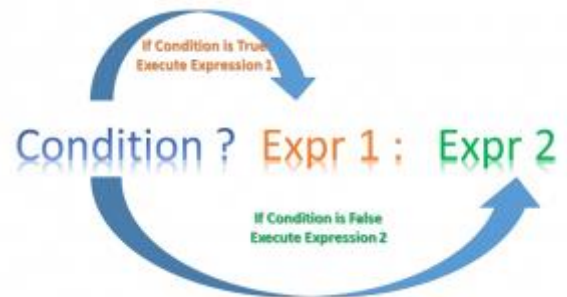 If Condition is True
Execute Expression 1
Condition ? Expr 1 : Expr 2
If Condition is False
Execute Expression 2